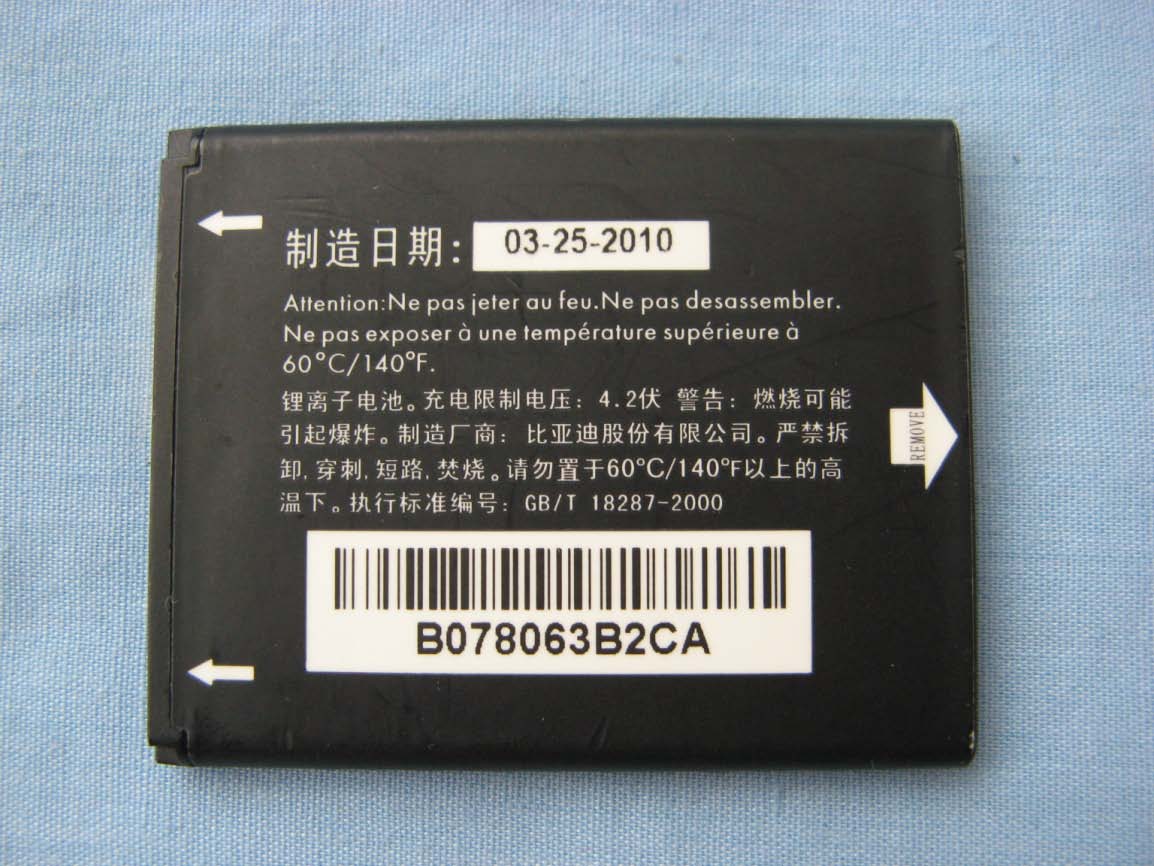 制造日期: 03-25-2010
Attention:Ne pas jeter au feu.Ne pas desassembler.
Ne pas exposer à une température supérieure à
60°C/140°F.
锂离子电池。充电限制电压: 4.2伏 警告: 燃烧可能
引起爆炸。制造厂商: 比亚迪股份有限公司。严禁拆
卸,穿刺,短路,焚烧。请勿置于60°C/140°F以上的高
温下。执行标准编号: GB/T 18287-2000
REMOVE
B078063B2CA